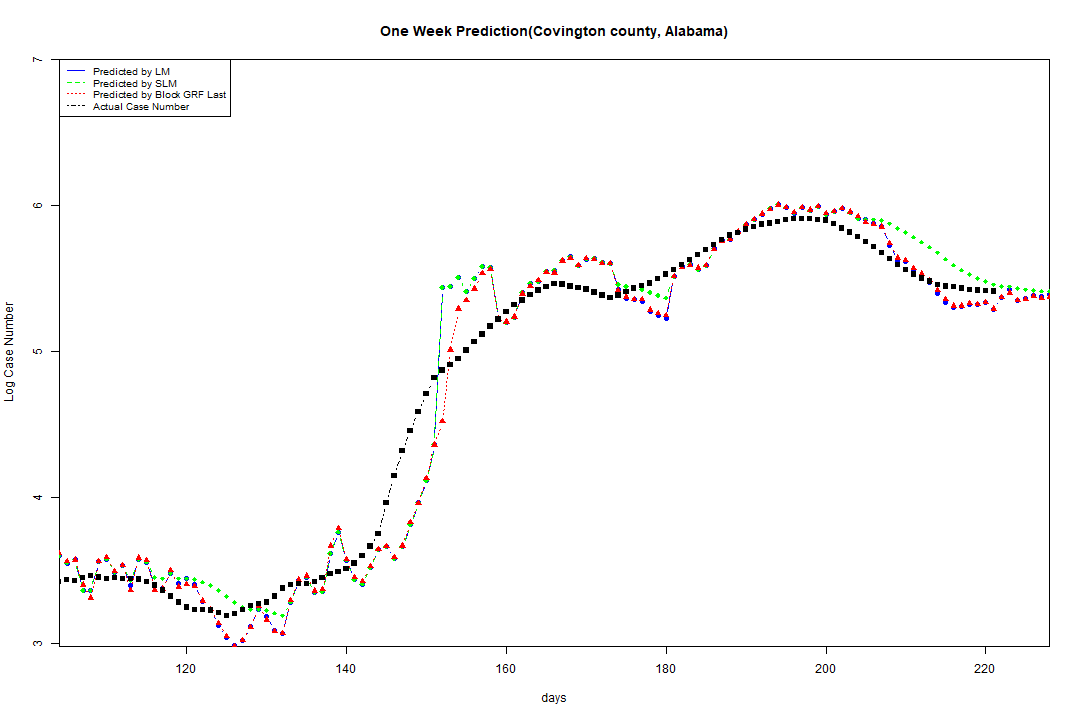 One Week Prediction(Covington county, Alabama)
Predicted by LM
Predicted by SLM
Predicted by Block GRF Last
Actual Case Number
7
6
5
4
3
Log Case Number
120 140 160 180 200 220
days